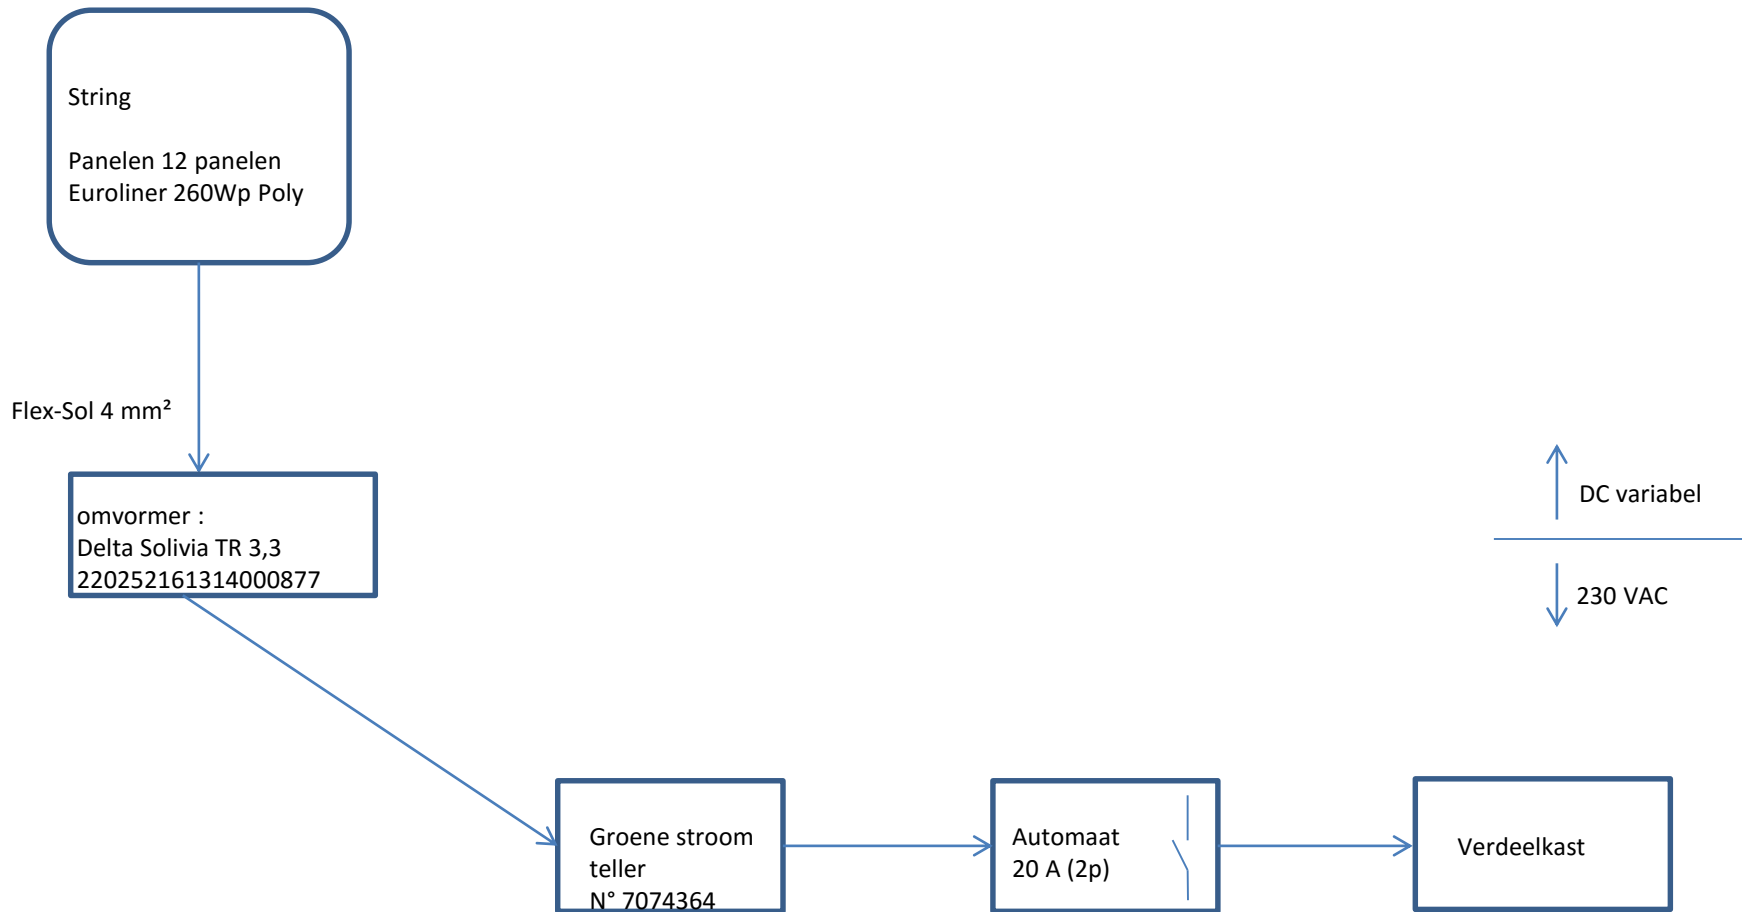 String
Panelen 12 panelen
Euroliner 260Wp Poly
Flex-Sol 4 mm²
omvormer :
Delta Solivia TR 3,3
220252161314000877
DC variabel
230 VAC
Groene stroom
teller
N° 7074364
Automaat
20 A (2p)
Verdeelkast